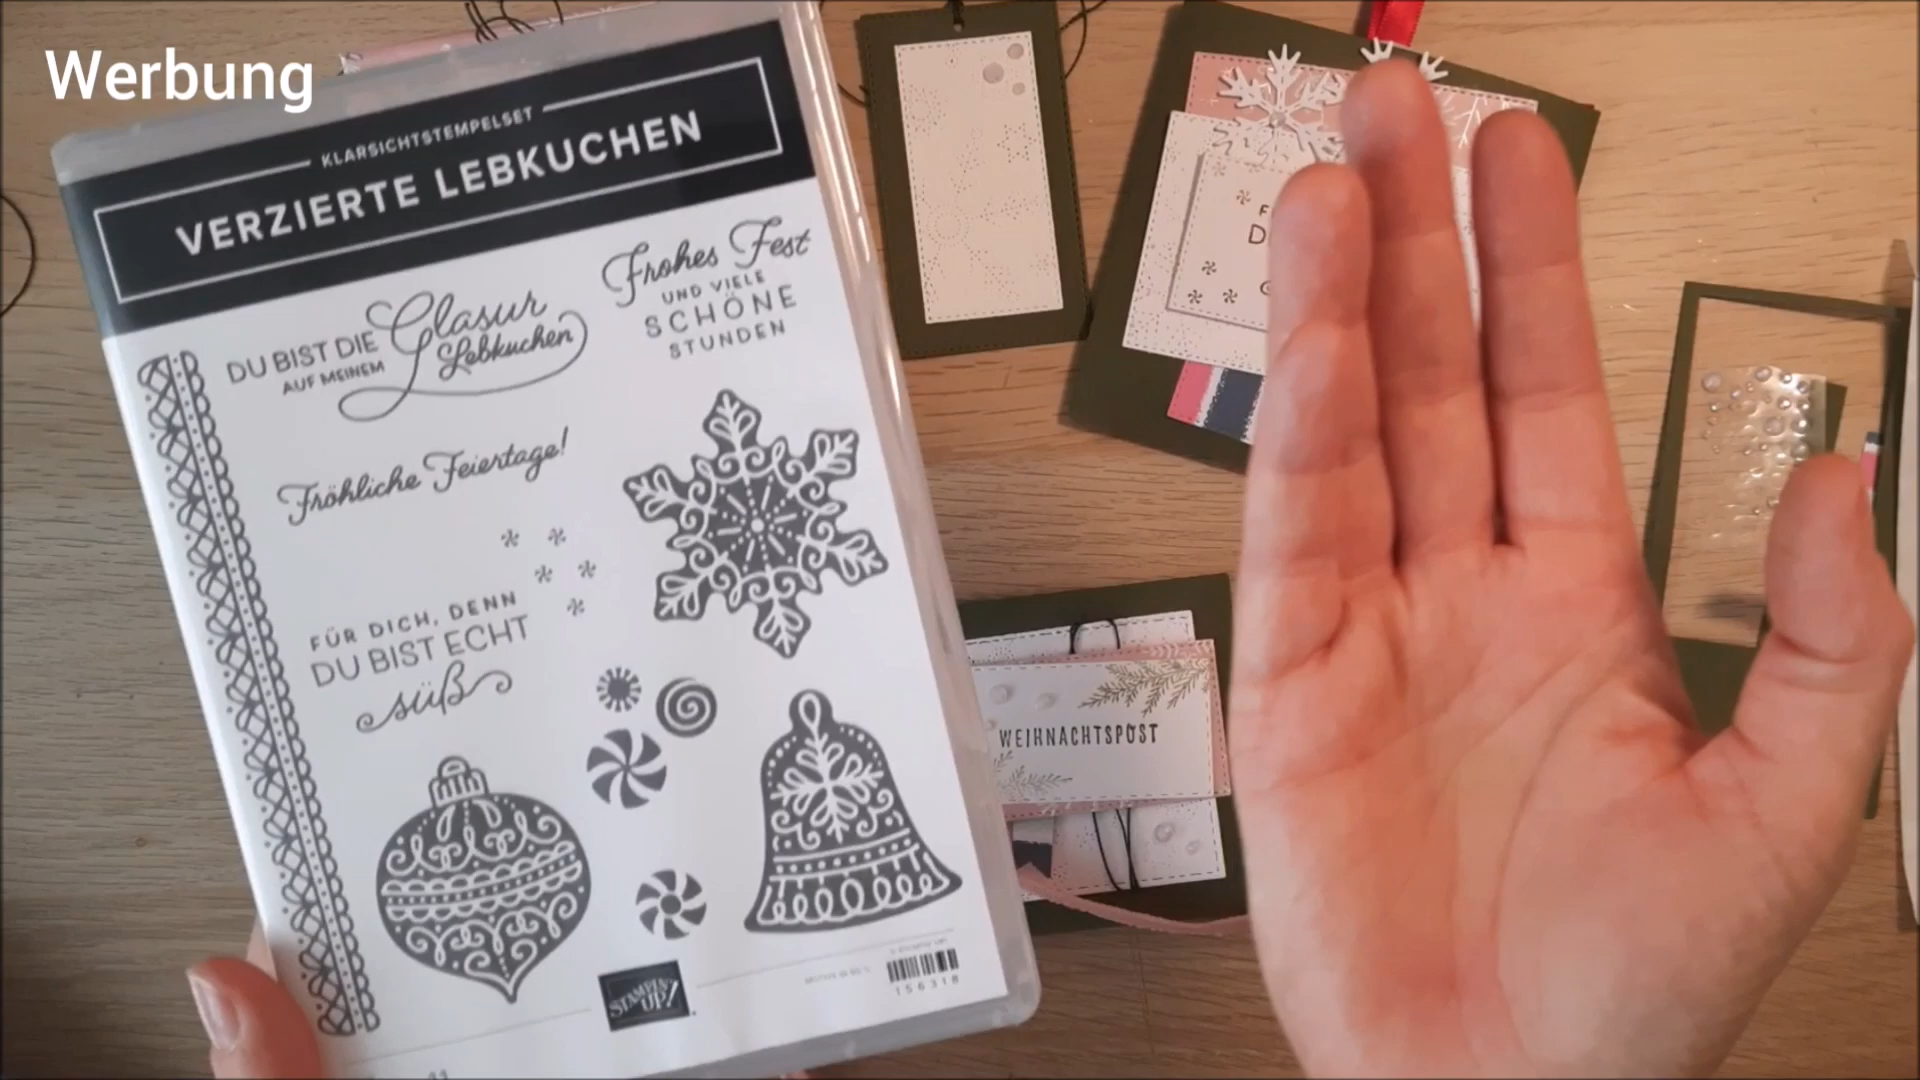 Werbung
KLARSICHTSTEMPELSET
VERZIERTE LEBKUCHEN
DU BIST DIE Glasur
AUF MEINEM Lebkuchen
Frohes Fest
UND VIELE
SCHÖNE
STUNDEN
Fröhliche Feiertage!
FÜR DICH, DENN
DU BIST ECHT
süß
STAMPIN'
UP!
156318
WEIHNACHTSPOST